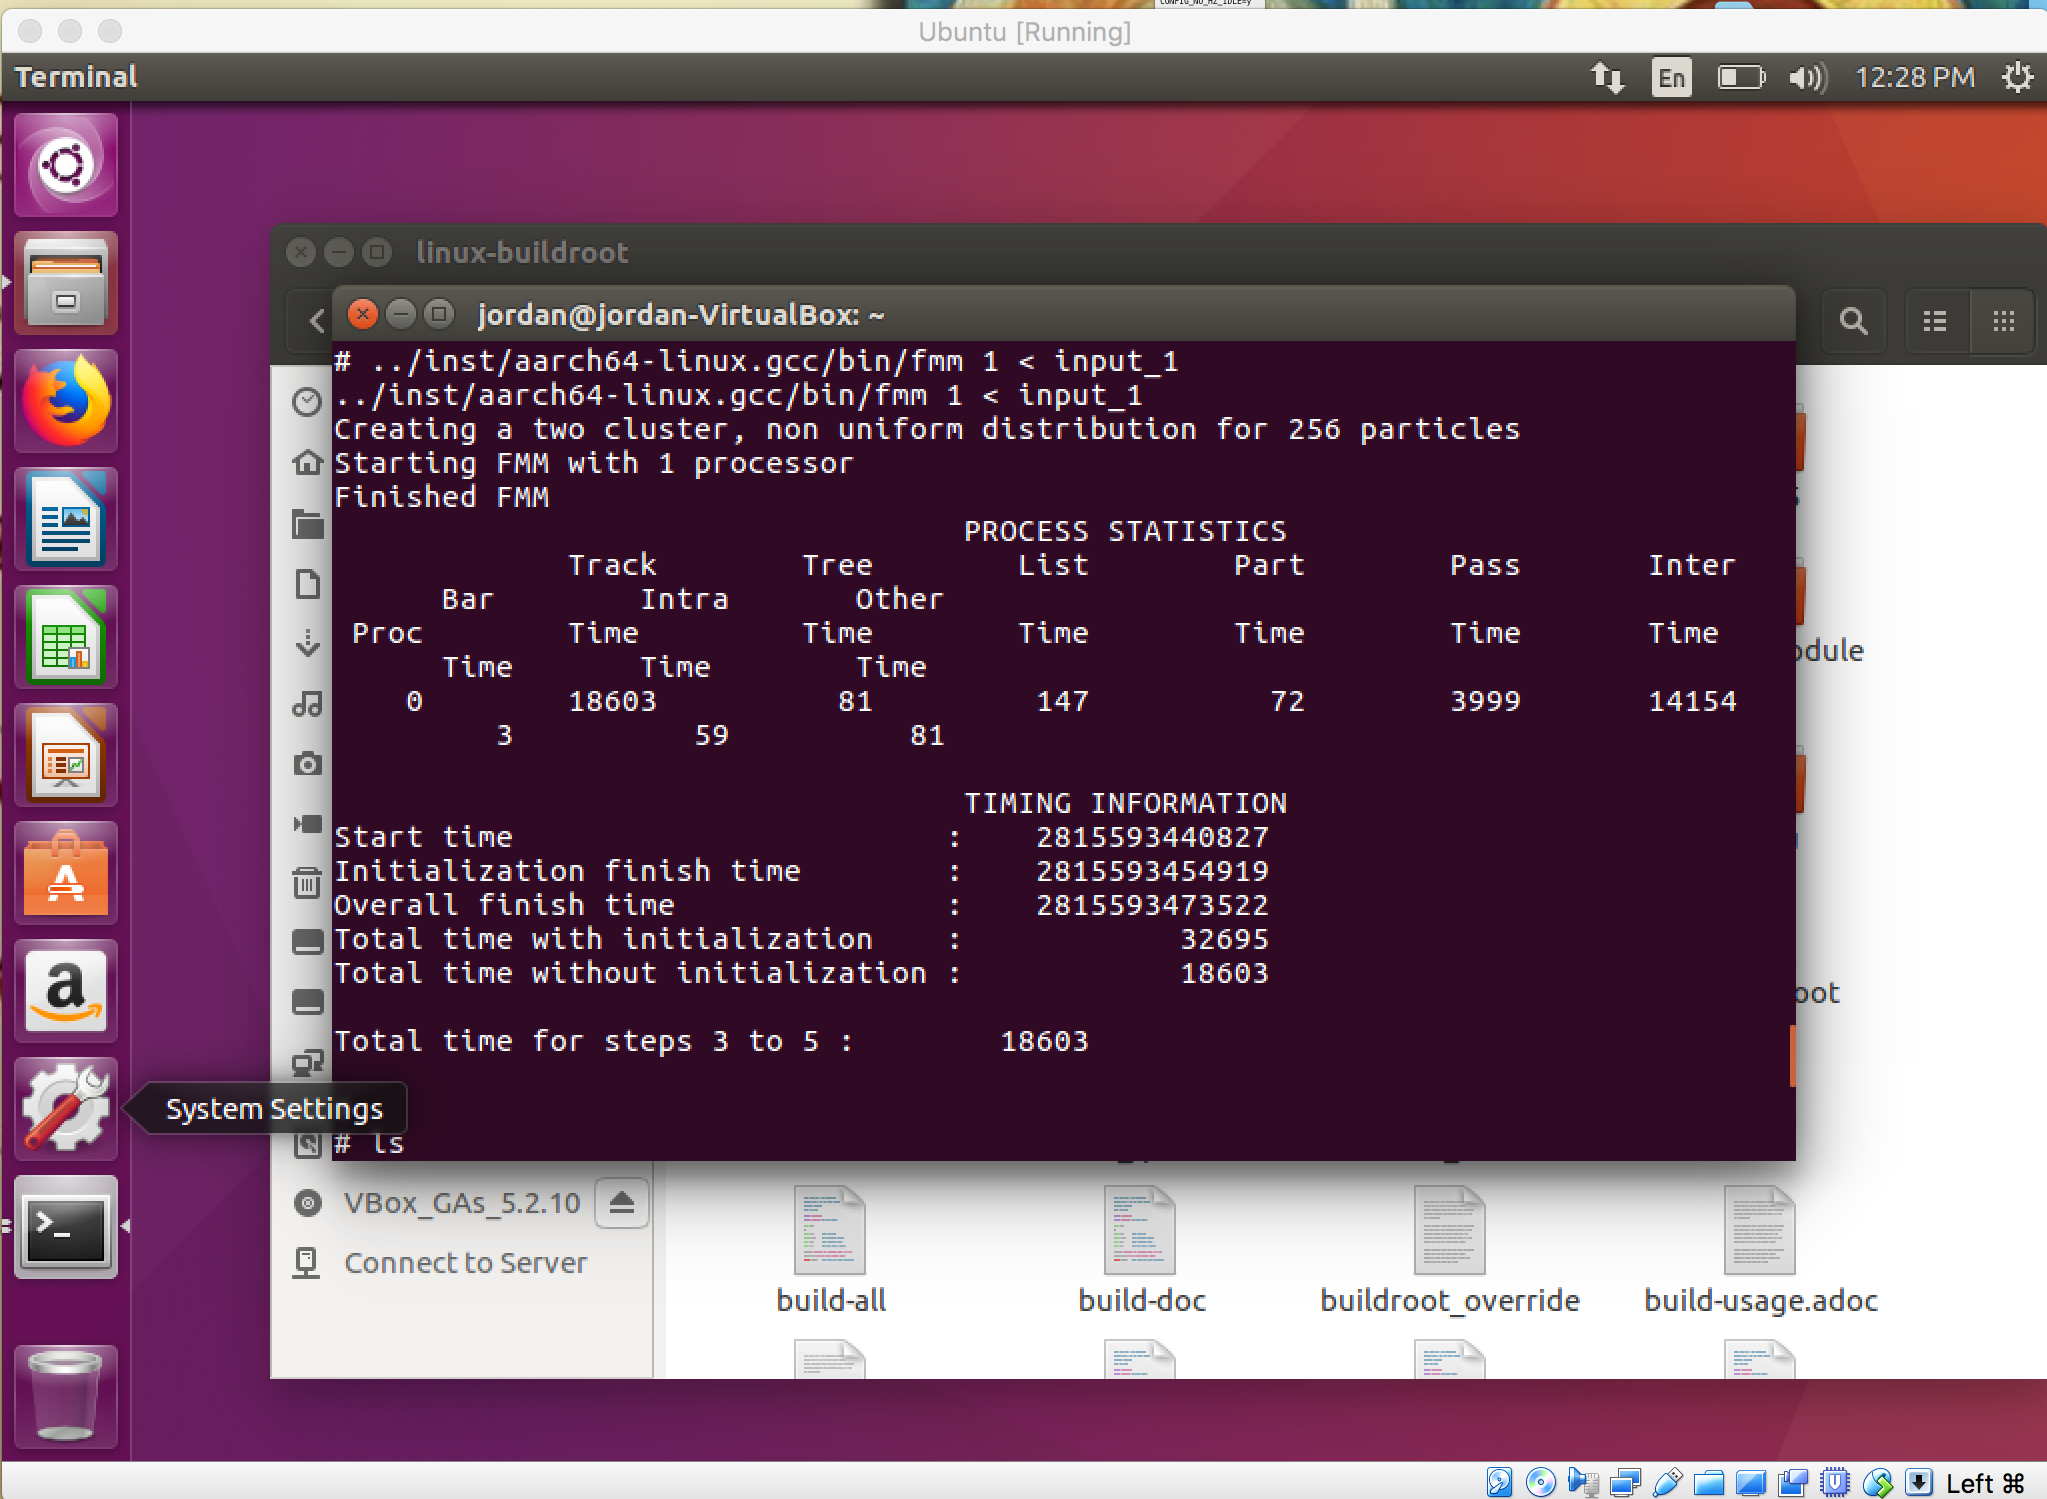 CONFIG_NO_HZ_IDLE=y
Ubuntu [Running]
Terminal
En
12:28 PM
linux-buildroot
jordan@jordan-VirtualBox: ~
# ../inst/aarch64-linux.gcc/bin/fmm 1 < input_1
../inst/aarch64-linux.gcc/bin/fmm 1 < input_1
Creating a two cluster, non uniform distribution for 256 particles
Starting FMM with 1 processor
Finished FMM
PROCESS STATISTICS
Track Tree List Part Pass Inter
Bar Intra Other
Proc Time Time Time Time Time Time
Time Time Time
0 18603 81 147 72 3999 14154
3 59 81
TIMING INFORMATION
Start time : 2815593440827
Initialization finish time : 2815593454919
Overall finish time : 2815593473522
Total time with initialization : 32695
Total time without initialization : 18603
Total time for steps 3 to 5 : 18603
# ls
System Settings
VBox_GAs_5.2.10
Connect to Server
build-all
build-doc
buildroot_override
build-usage.adoc
Left ⌘